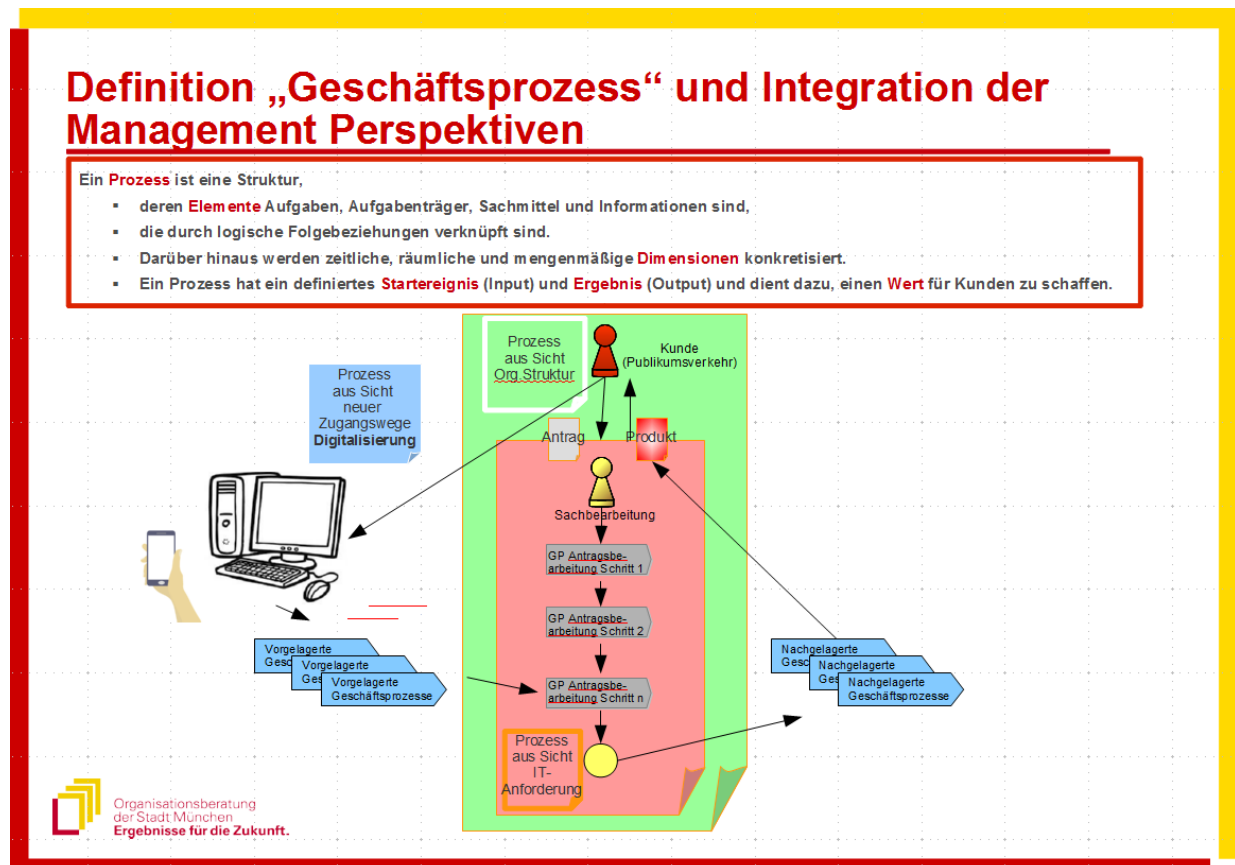 Definition „Geschäftsprozess“ und Integration der
Management Perspektiven
Ein Prozess ist eine Struktur,
▪ deren Elemente Aufgaben, Aufgabenträger, Sachmittel und Informationen sind,
▪ die durch logische Folgebeziehungen verknüpft sind.
▪ Darüber hinaus werden zeitliche, räumliche und mengenmäßige Dimensionen konkretisiert.
▪ Ein Prozess hat ein definiertes Startereignis (Input) und Ergebnis (Output) und dient dazu, einen Wert für Kunden zu schaffen.
Prozess
aus Sicht
Org Struktur
Kunde
(Publikumsverkehr)
Prozess
aus Sicht
neuer
Zugangswege
Digitalisierung
Antrag
Produkt
Sachbearbeitung
GP Antragsbe-
arbeitung Schritt 1
GP Antragsbe-
arbeitung Schritt 2
GP Antragsbe-
arbeitung Schritt n
Vorgelagerte
Gesc
Vorgelagerte
Ges
Vorgelagerte
Geschäftsprozesse
Nachgelagerte
Gesc
Nachgelagerte
Ges
Nachgelagerte
Geschäftsprozesse
Prozess
aus Sicht
IT-
Anforderung
Organisationsberatung
der Stadt München
Ergebnisse für die Zukunft.